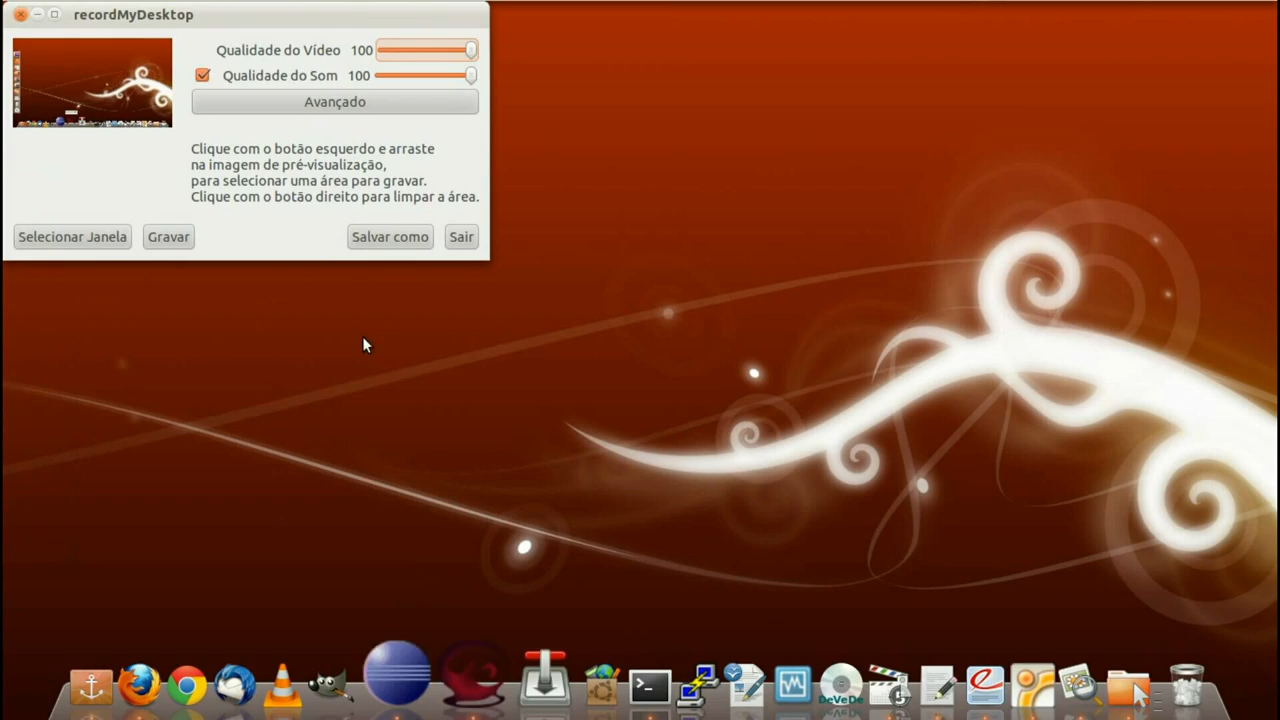 recordMyDesktop
Qualidade do Vídeo 100
Qualidade do Som 100
Avançado
Clique com o botão esquerdo e arraste
na imagem de pré-visualização,
para selecionar uma área para gravar.
Clique com o botão direito para limpar a área.
Selecionar Janela Gravar Salvar como Sair
>_
DeVeDe